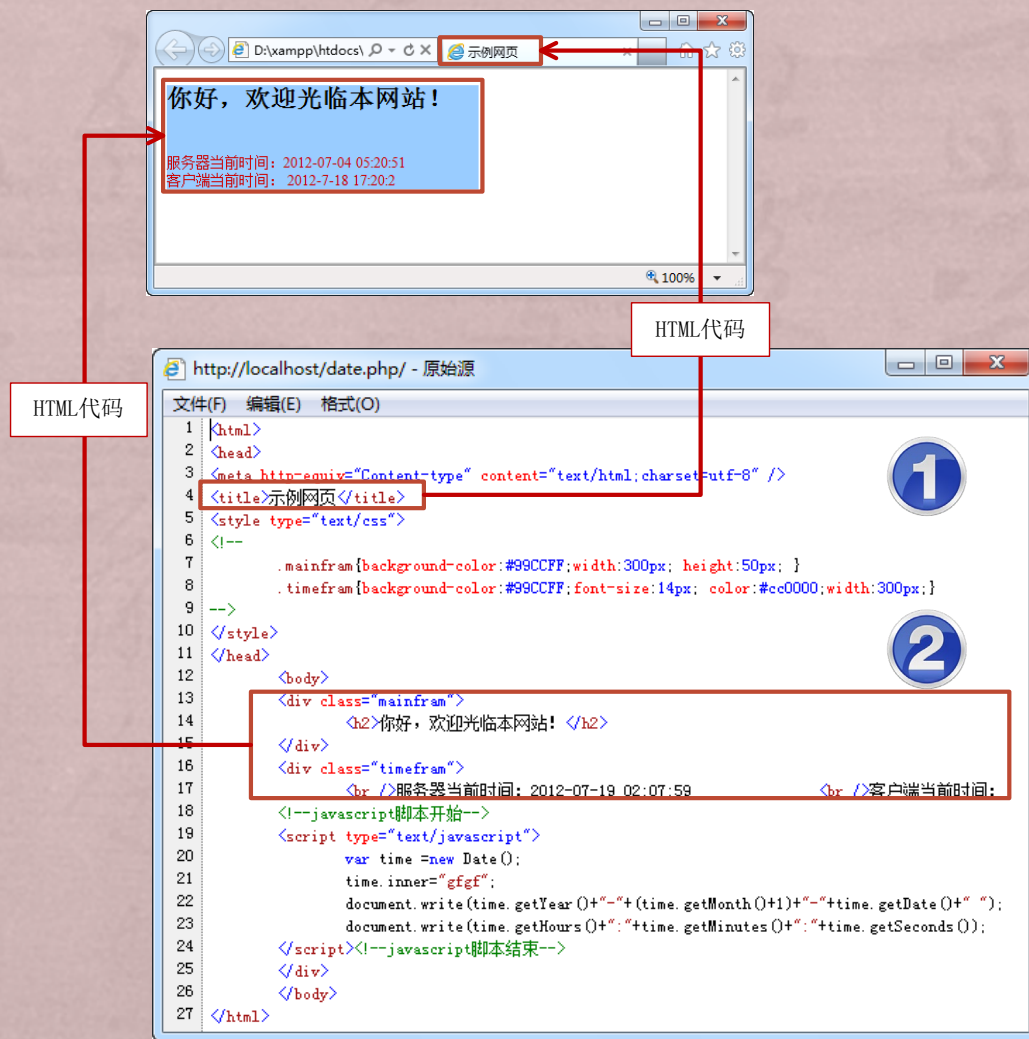 D:\xampp\htdocs\
示例网页
你好，欢迎光临本网站！
服务器当前时间：2012-07-04 05:20:51
客户端当前时间： 2012-7-18 17:20:2
100%
HTML代码
HTML代码
http://localhost/date.php/ - 原始源
文件(F) 编辑(E) 格式(O)
1 <html>
2 <head>
3 <meta http-equiv="Content-type" content="text/html;charset=utf-8" />
4 <title>示例网页</title>
5 <style type="text/css">
6 <!--
7 .mainfram{background-color:#99CCFF;width:300px; height:50px; }
8 .timefram{background-color:#99CCFF;font-size:14px; color:#cc0000;width:300px;}
9 -->
10 </style>
11 </head>
12 <body>
13 <div class="mainfram">
14 <h2>你好，欢迎光临本网站！</h2>
15 </div>
16 <div class="timefram">
17 <br />服务器当前时间：2012-07-19 02:07:59 <br />客户端当前时间：
18 <!--javascript脚本开始-->
19 <script type="text/javascript">
20 var time =new Date();
21 time.inner="gfgf";
22 document.write(time.getYear()+"-"+(time.getMonth()+1)+"-"+time.getDate()+" ");
23 document.write(time.getHours()+":"+time.getMinutes()+":"+time.getSeconds());
24 </script><!--javascript脚本结束-->
25 </div>
26 </body>
27 </html>
1
2